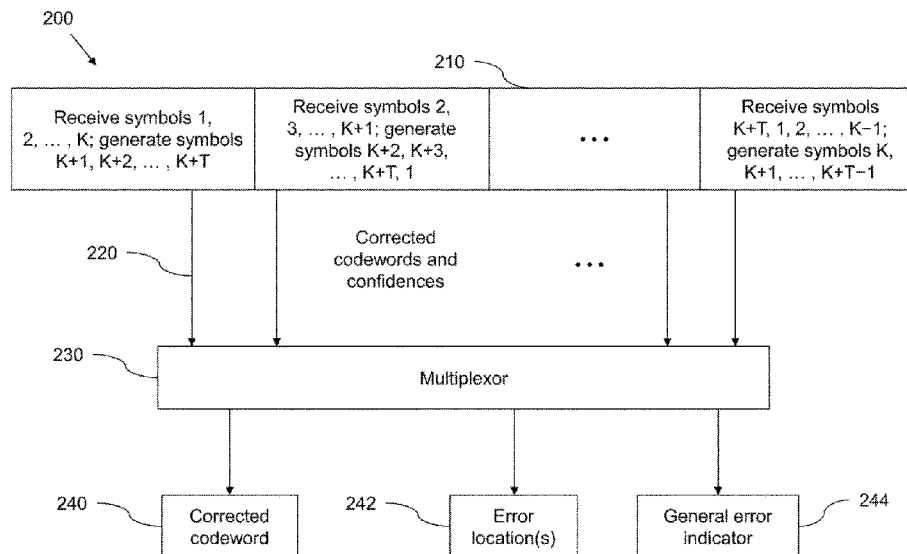 200
210
Receive symbols 1,
2, … , K; generate symbols
K+1, K+2, … , K+T
Receive symbols 2,
3, … , K+1; generate
symbols K+2, K+3,
… , K+T, 1
…
Receive symbols
K+T, 1, 2, … , K−1;
generate symbols K,
K+1, … , K+T−1
220
Corrected
codewords and
confidences
…
230
Multiplexor
240
Corrected
codeword
242
Error
location(s)
General error
indicator
244